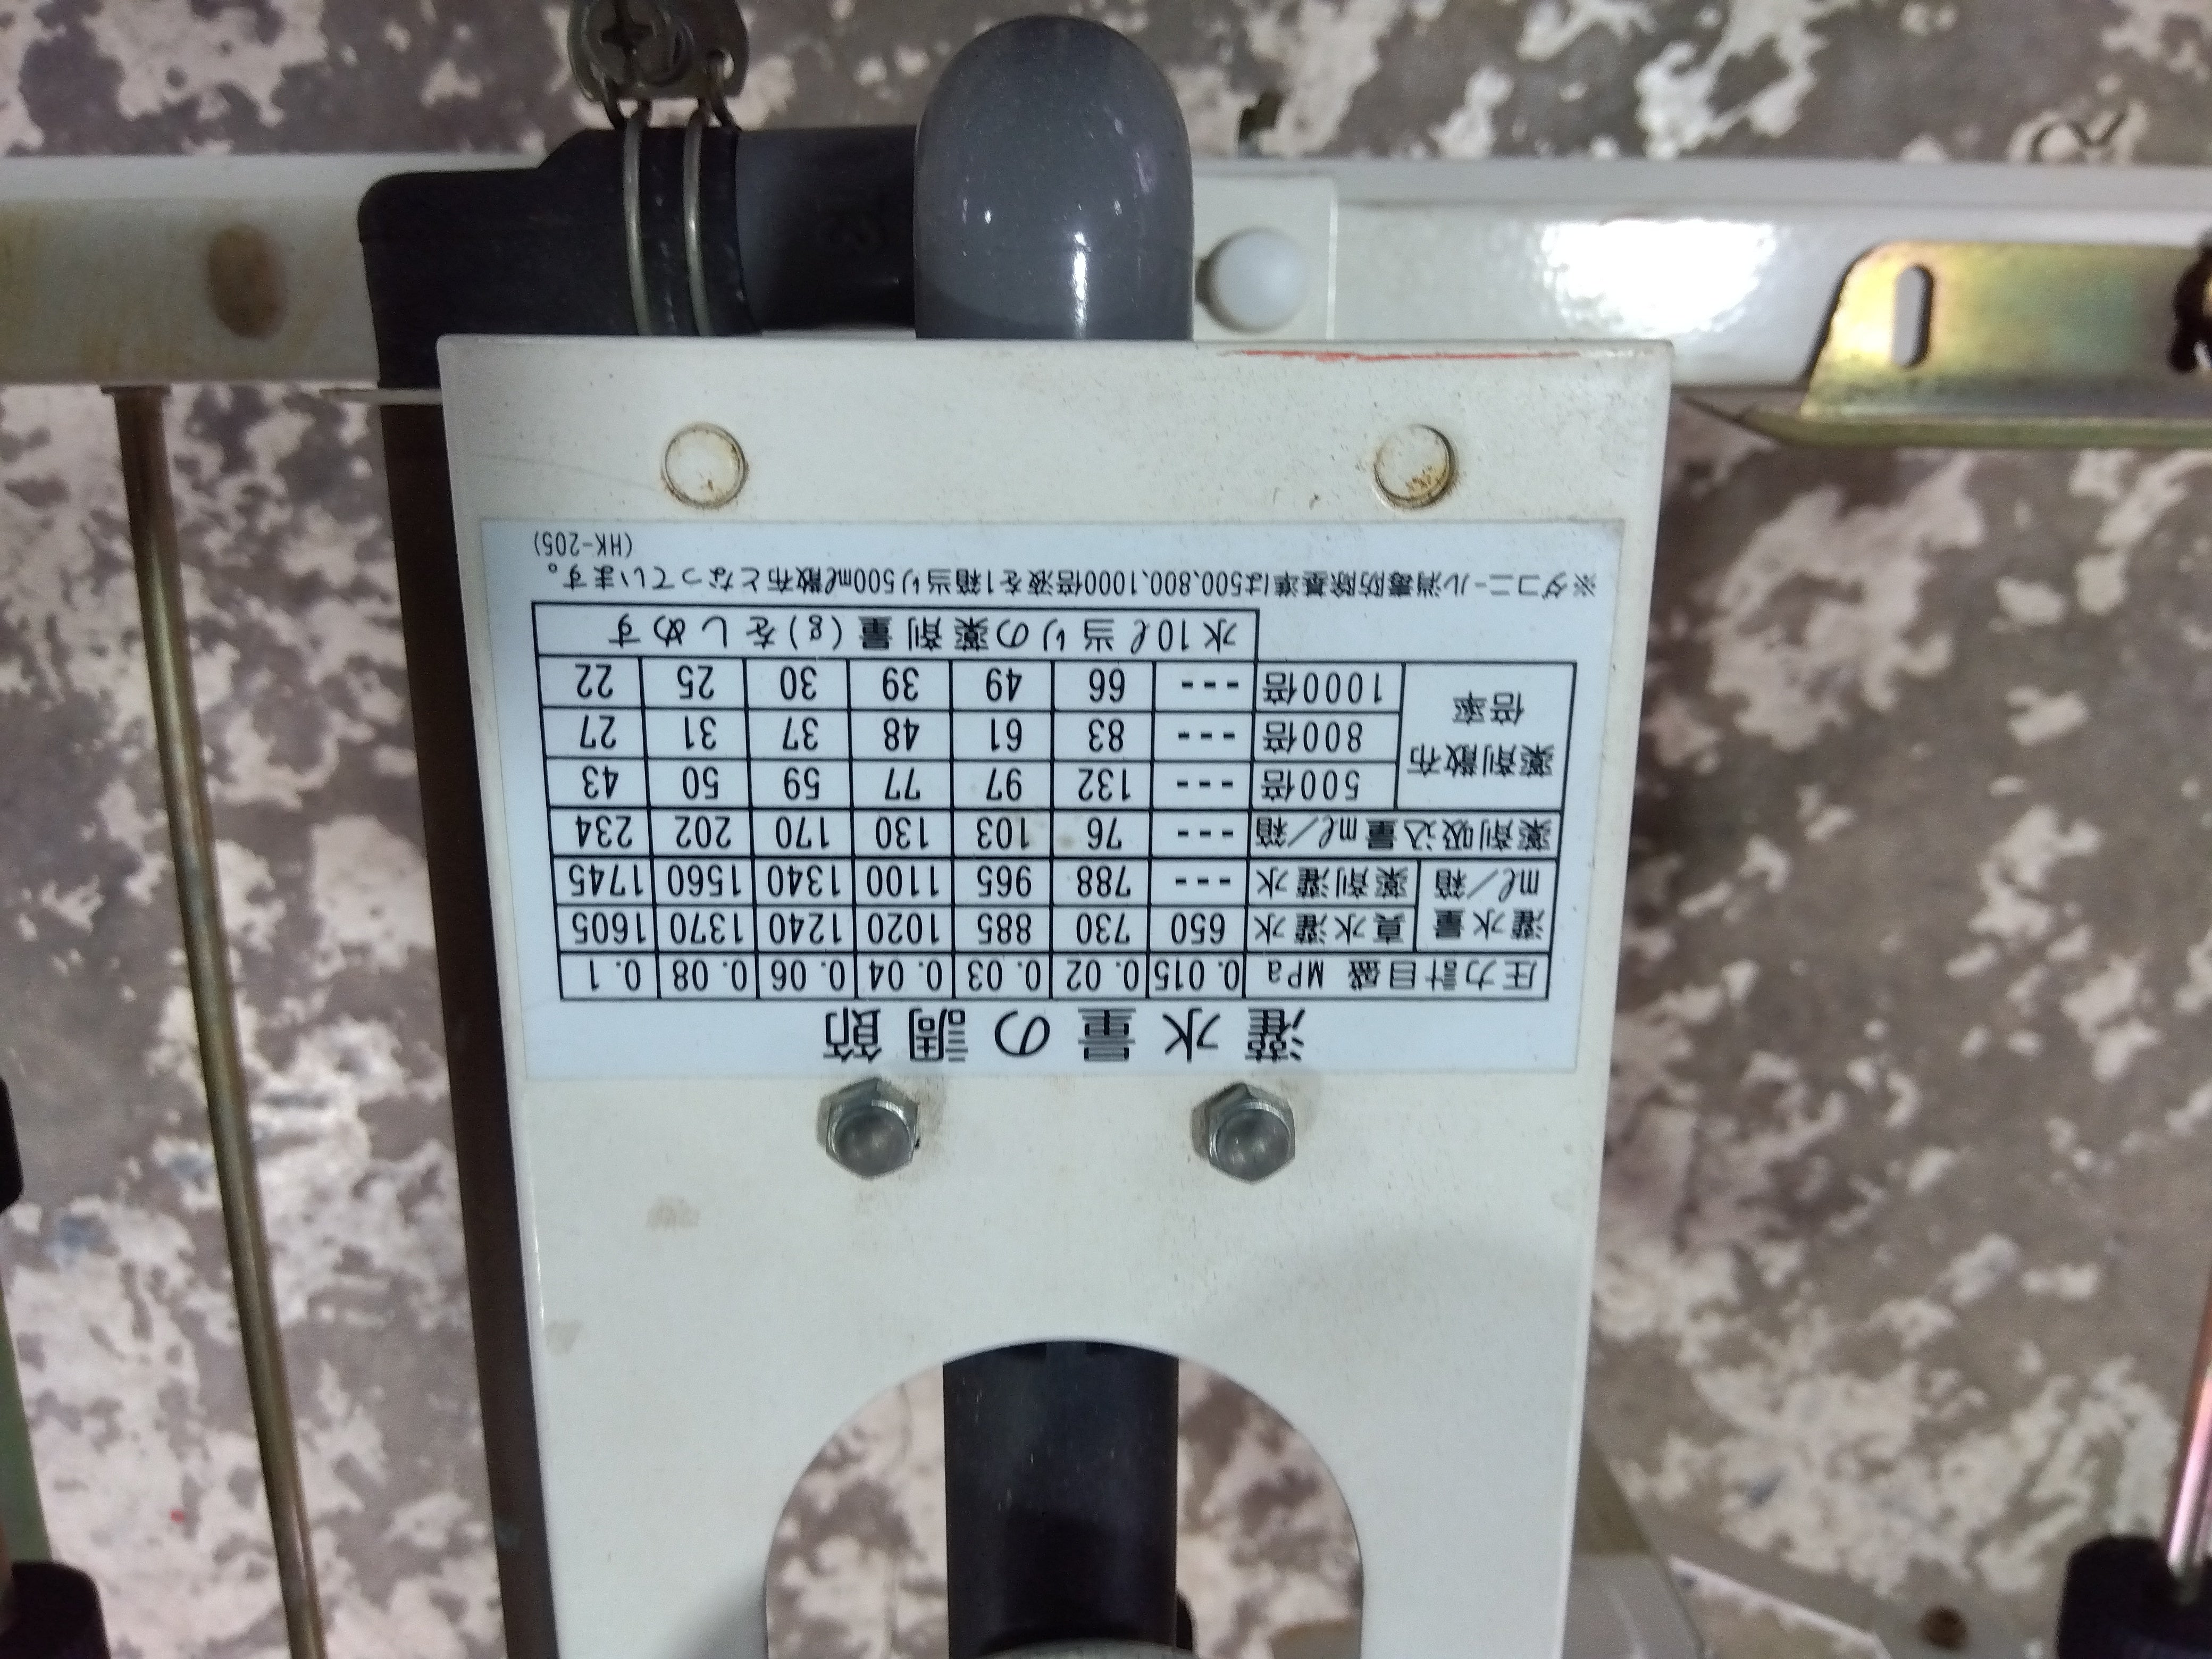 灌水量の調節
圧力計目盛 MPa 0.015 0.02 0.03 0.04 0.06 0.08 0.1
灌水量 ml/箱 真水灌水 650 730 885 1020 1240 1370 1605
薬剤灌水 --- 788 965 1100 1340 1560 1745
薬剤吸込量ml/箱 --- 76 103 130 170 202 234
薬剤散布倍率 500倍 --- 132 97 77 59 50 43
800倍 --- 83 61 48 37 31 27
1000倍 --- 66 49 39 30 25 22
水10ℓ当りの薬剤量(g)をしめす
※ダコニール消毒防除基準は500、800、1000倍液を1箱当り500mℓ散布となっています。
(HK-205)